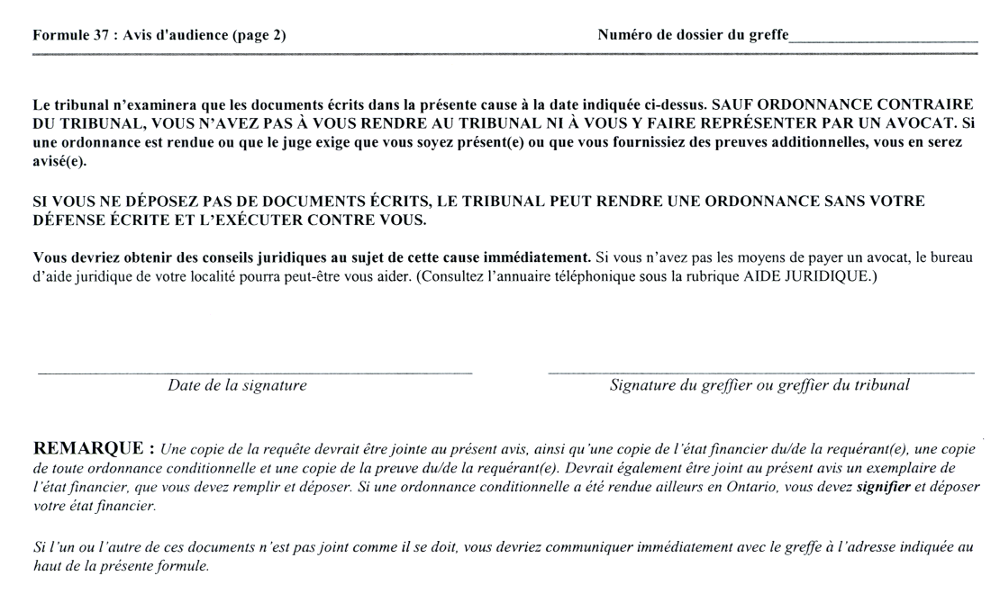 Formule 37 : Avis d'audience (page 2) Numéro de dossier du greffe
Le tribunal n'examinera que les documents écrits dans la présente cause à la date indiquée ci-dessus. SAUF ORDONNANCE CONTRAIRE
DU TRIBUNAL, VOUS N'AVEZ PAS À VOUS RENDRE AU TRIBUNAL NI À VOUS Y FAIRE REPRÉSENTER PAR UN AVOCAT. Si
une ordonnance est rendue ou que le juge exige que vous soyez présent(e) ou que vous fournissiez des preuves additionnelles, vous en serez
avisé(e).
SI VOUS NE DÉPOSEZ PAS DE DOCUMENTS ÉCRITS, LE TRIBUNAL PEUT RENDRE UNE ORDONNANCE SANS VOTRE
DÉFENSE ÉCRITE ET L'EXÉCUTER CONTRE VOUS.
Vous devriez obtenir des conseils juridiques au sujet de cette cause immédiatement. Si vous n'avez pas les moyens de payer un avocat, le bureau
d'aide juridique de votre localité pourra peut-être vous aider. (Consultez l'annuaire téléphonique sous la rubrique AIDE JURIDIQUE.)
Date de la signature Signature du greffier ou greffier du tribunal
REMARQUE : Une copie de la requête devrait être jointe au présent avis, ainsi qu'une copie de l'état financier du/de la requérant(e), une copie
de toute ordonnance conditionnelle et une copie de la preuve du/de la requérant(e). Devrait également être joint au présent avis un exemplaire de
l'état financier, que vous devez remplir et déposer. Si une ordonnance conditionnelle a été rendue ailleurs en Ontario, vous devez signifier et déposer
votre état financier.
Si l'un ou l'autre de ces documents n'est pas joint comme il se doit, vous devriez communiquer immédiatement avec le greffe à l'adresse indiquée au
haut de la présente formule.